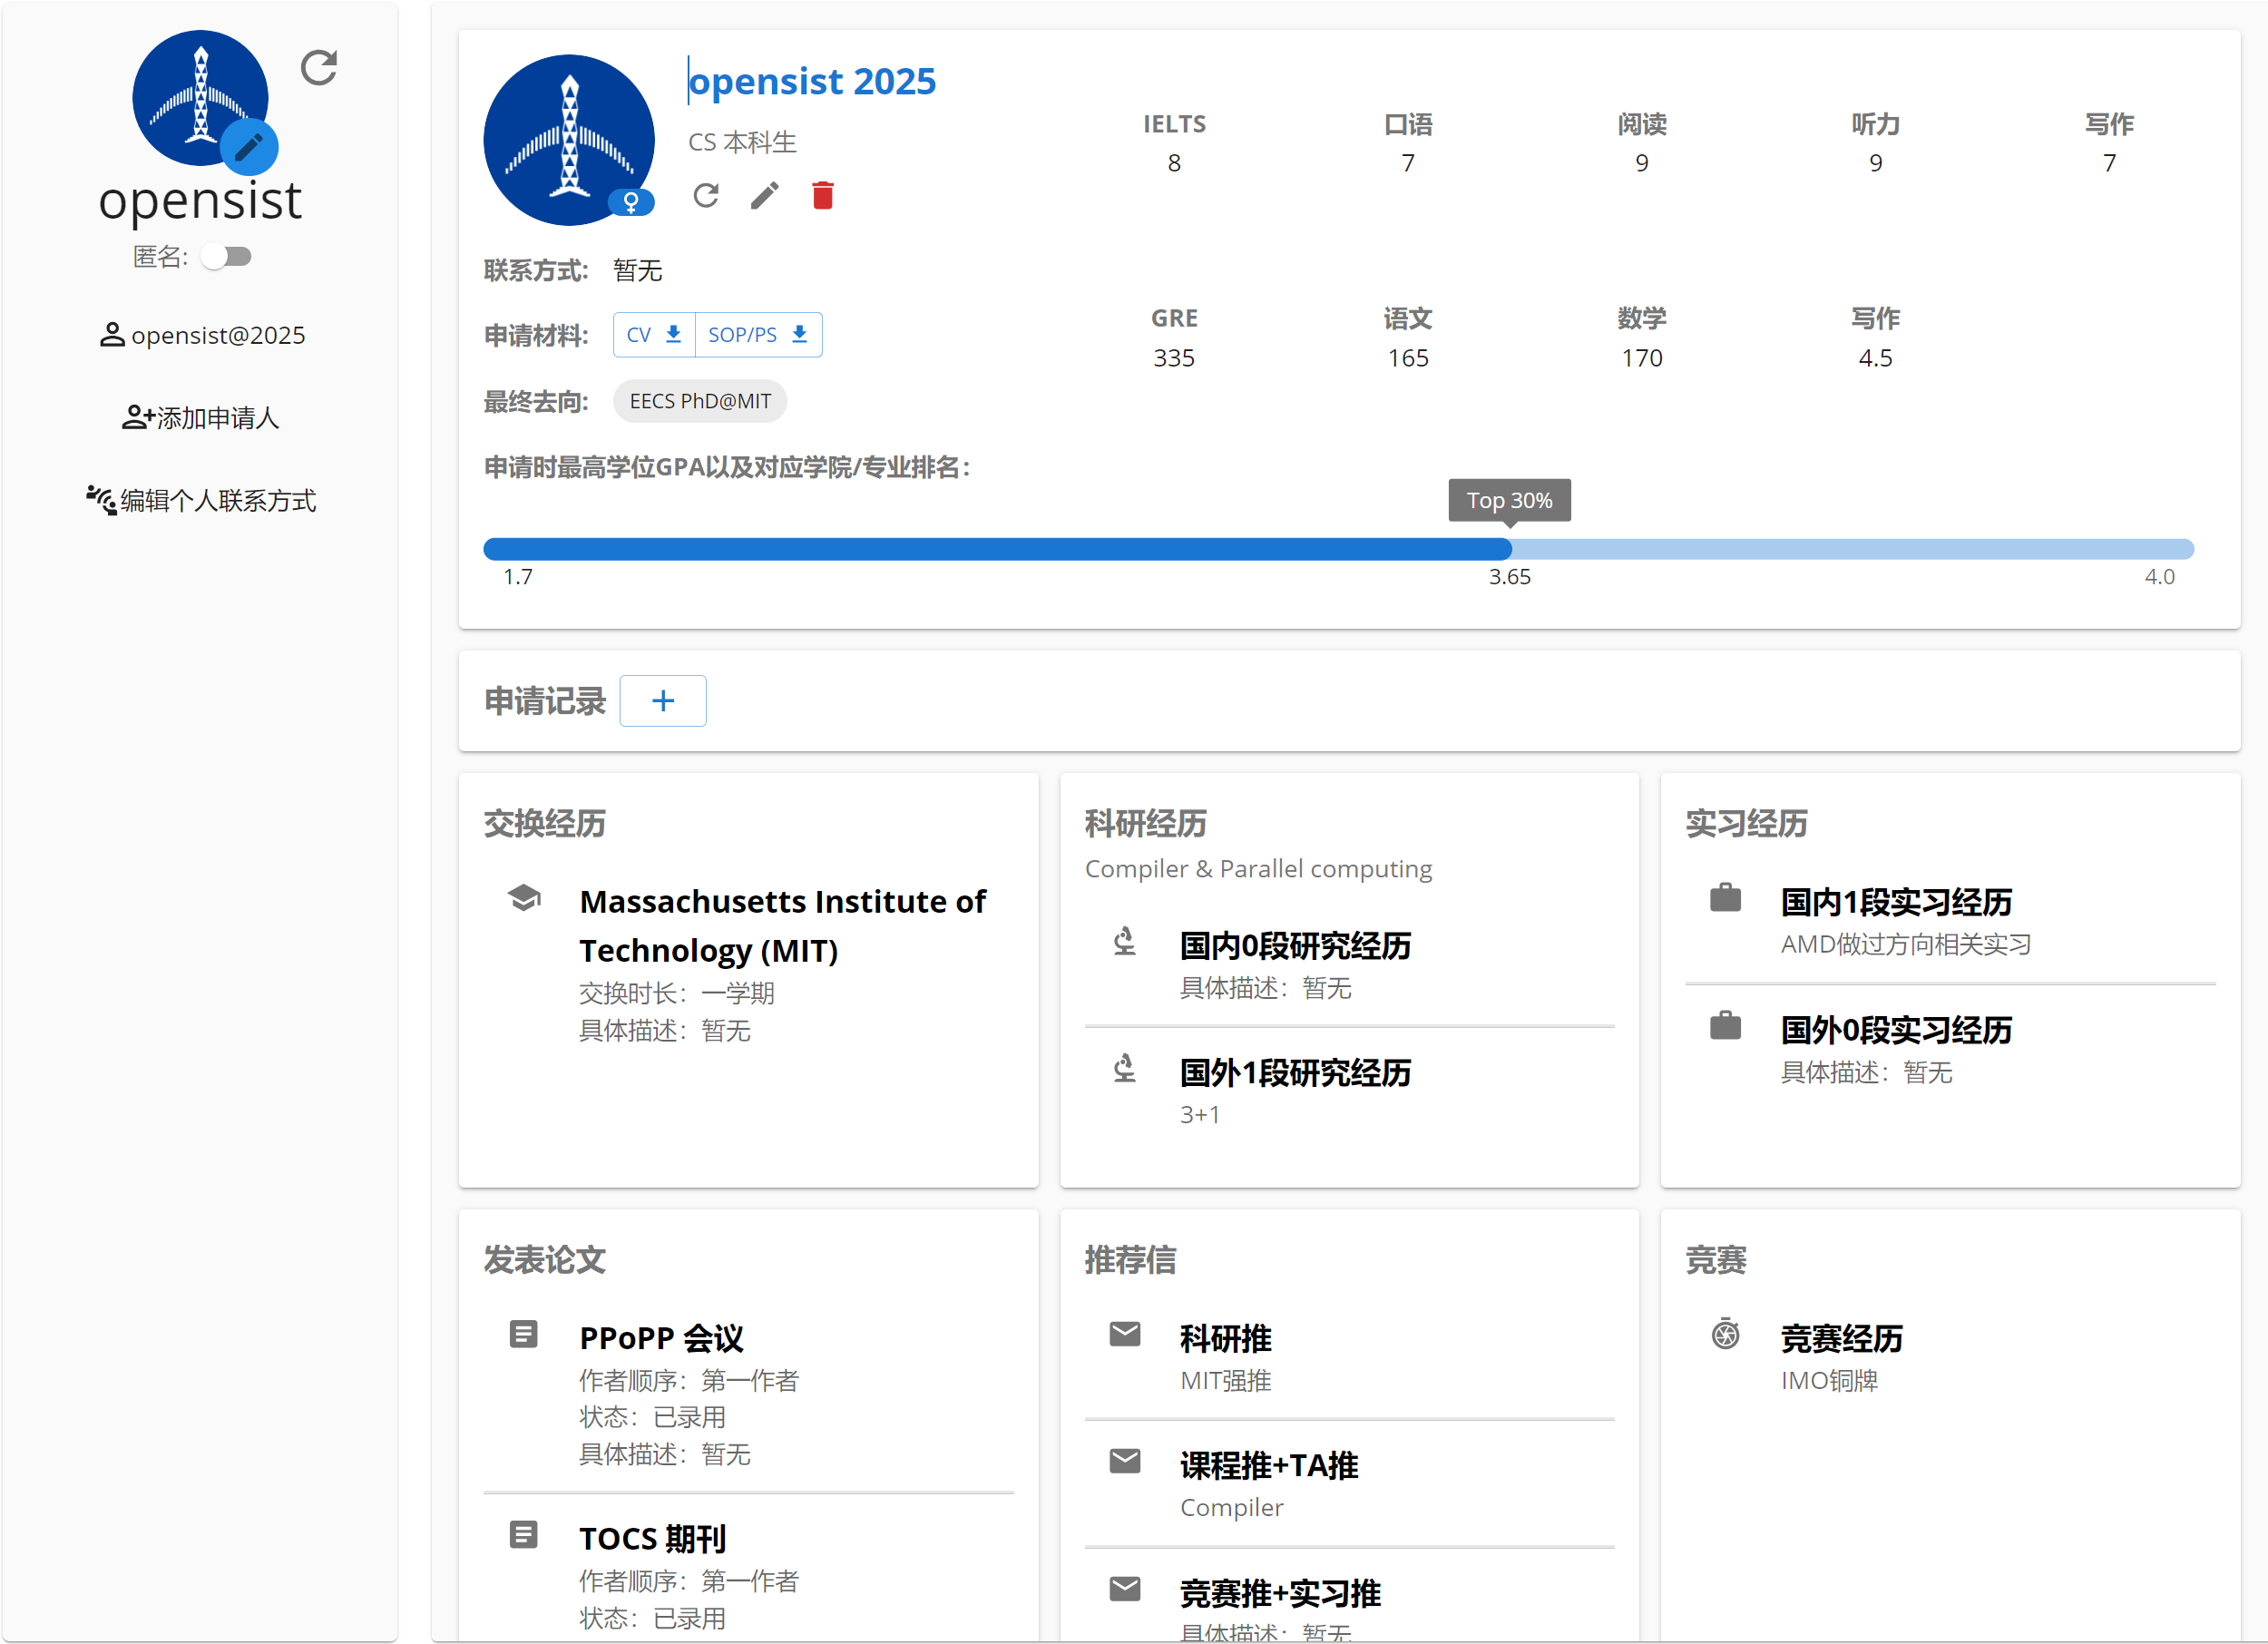 opensist
匿名:
opensist@2025
添加申请人
编辑个人联系方式
opensist 2025
CS 本科生
IELTS 口语 阅读 听力 写作
8 7 9 9 7
联系方式: 暂无
申请材料: CV SOP/PS
GRE 语文 数学 写作
335 165 170 4.5
最终去向: EECS PhD@MIT
申请时最高学位GPA以及对应学院/专业排名:
Top 30%
1.7 3.65 4.0
申请记录 +
交换经历
Massachusetts Institute of
Technology (MIT)
交换时长：一学期
具体描述：暂无
科研经历
Compiler & Parallel computing
国内0段研究经历
具体描述：暂无
国外1段研究经历
3+1
实习经历
国内1段实习经历
AMD做过方向相关实习
国外0段实习经历
具体描述：暂无
发表论文
PPoPP 会议
作者顺序：第一作者
状态：已录用
具体描述：暂无
TOCS 期刊
作者顺序：第一作者
状态：已录用
推荐信
科研推
MIT强推
课程推+TA推
Compiler
竞赛推+实习推
具体描述：暂无
竞赛
竞赛经历
IMO铜牌